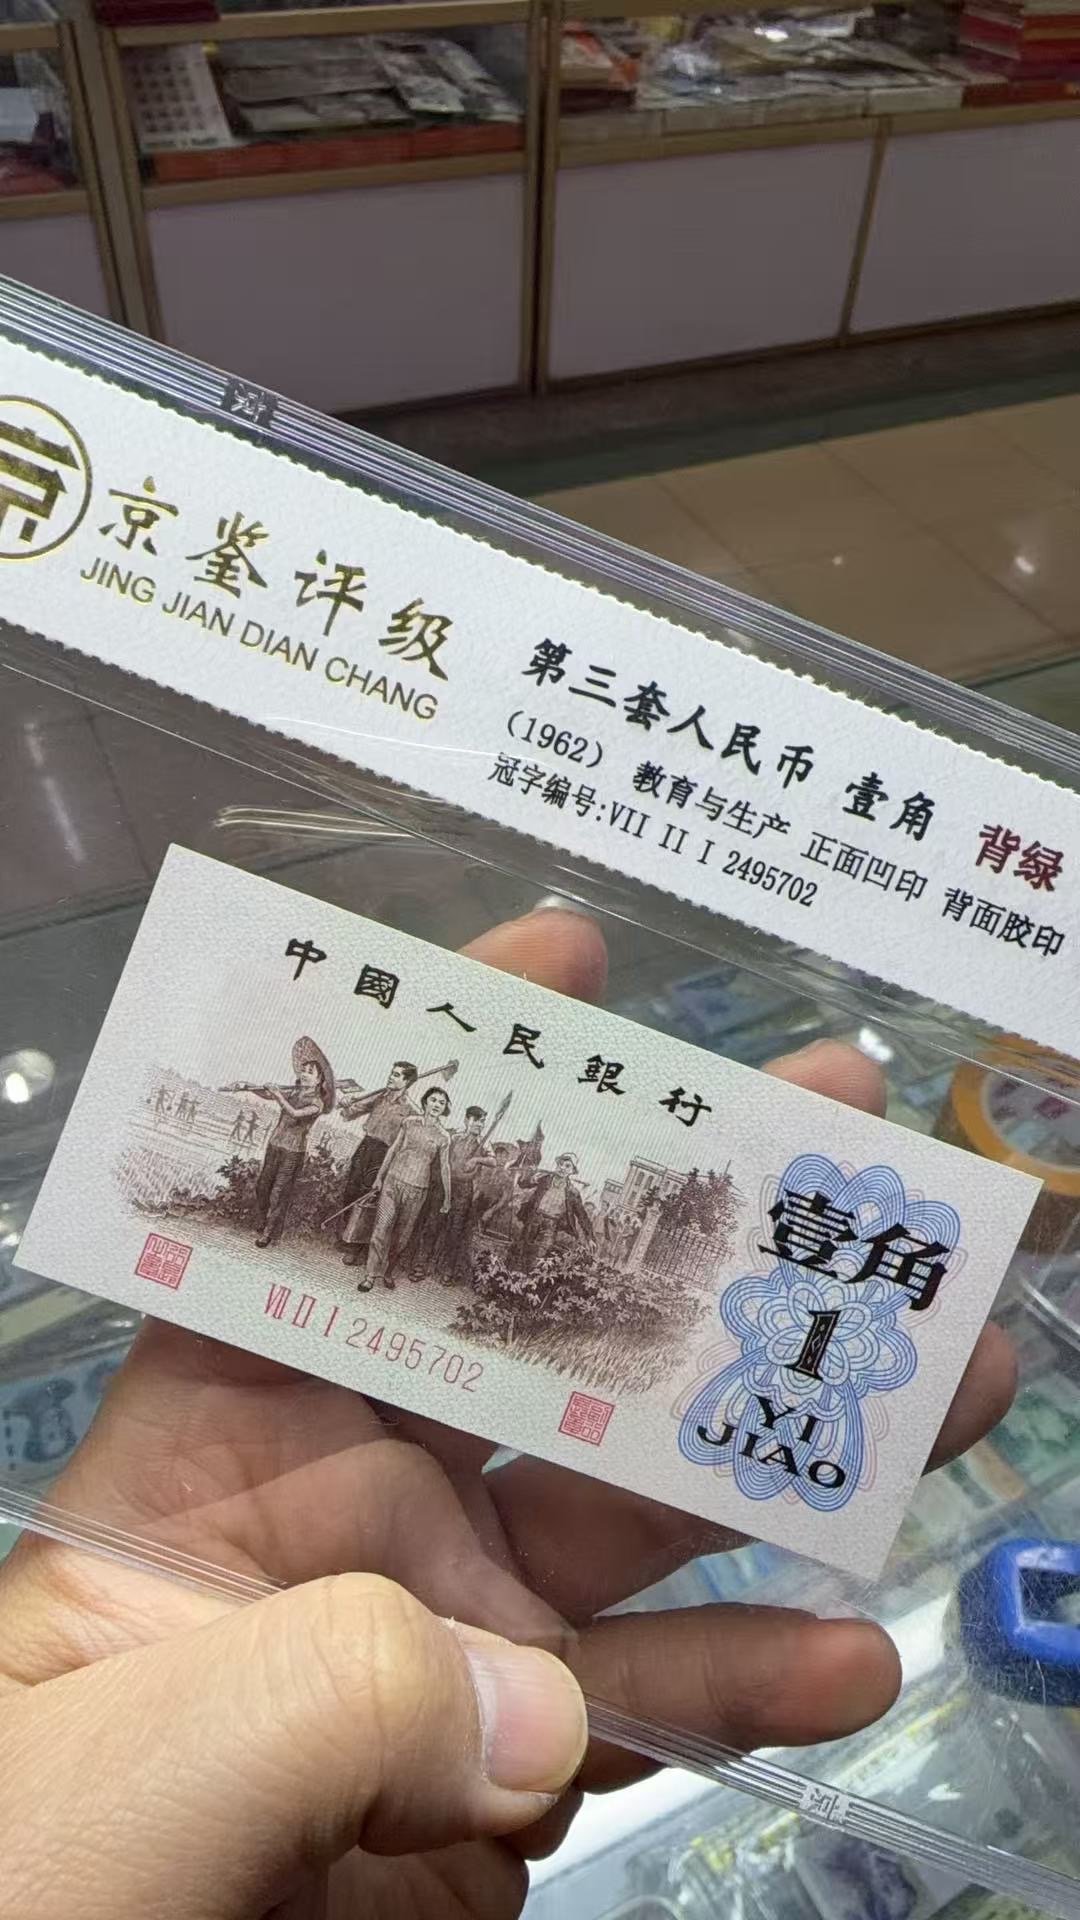 京鉴评级
JING JIAN DIAN CHANG
第三套人民币 壹角 背绿
(1962) 教育与生产 正面凹印 背面胶印
冠字编号:VII II I 2495702
中國人民銀行
壹角
1
YI
JIAO
VII II I 2495702